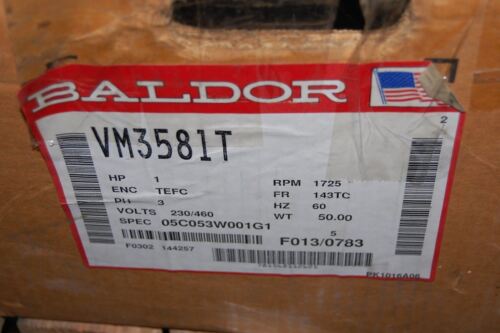 BALDOR
2
VM3581T
HP 1 RPM 1725
ENC TEFC FR 143TC
PH 3 HZ 60
VOLTS 230/460 WT 50.00
SPEC 05C053W001G1 5
F013/0783
F0302 144257
PK1016A06